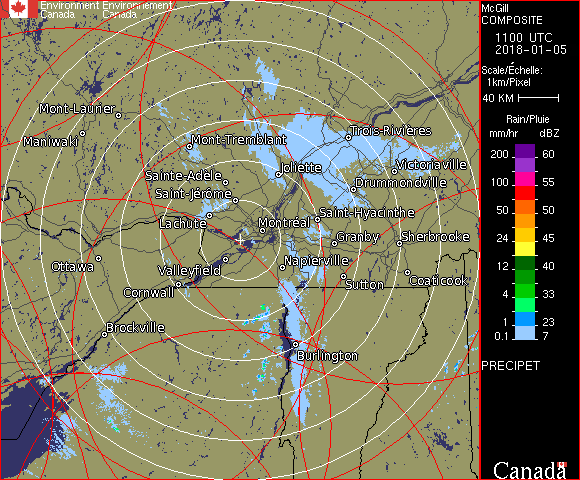 Environment Environnement
Canada Canada
McGill
COMPOSITE
1100 UTC
2018-01-05
Scale/Échelle:
1km/Pixel
40 KM
Rain/Pluie
mm/hr dBZ
200 60
100 55
50 50
24 45
12 40
4 33
1 23
0.1 7
PRECIPET
Canada
Mont-Laurier
Maniwaki
Mont-Tremblant
Trois-Rivières
Joliette
Victoriaville
Sainte-Adèle
Drummondville
Saint-Jérôme
Saint-Hyacinthe
Lachute
Montréal
Granby
Sherbrooke
Ottawa
Valleyfield
Napierville
Cornwall
Sutton
Coaticook
Brockville
Burlington